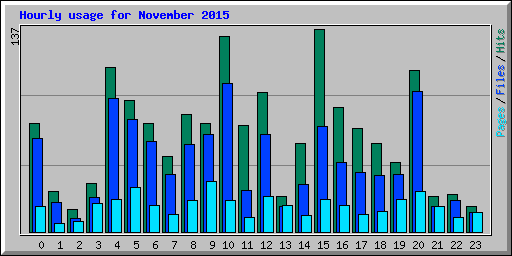 Hourly usage for November 2015
137
Pages/Files/Hits
0 1 2 3 4 5 6 7 8 9 10 11 12 13 14 15 16 17 18 19 20 21 22 23